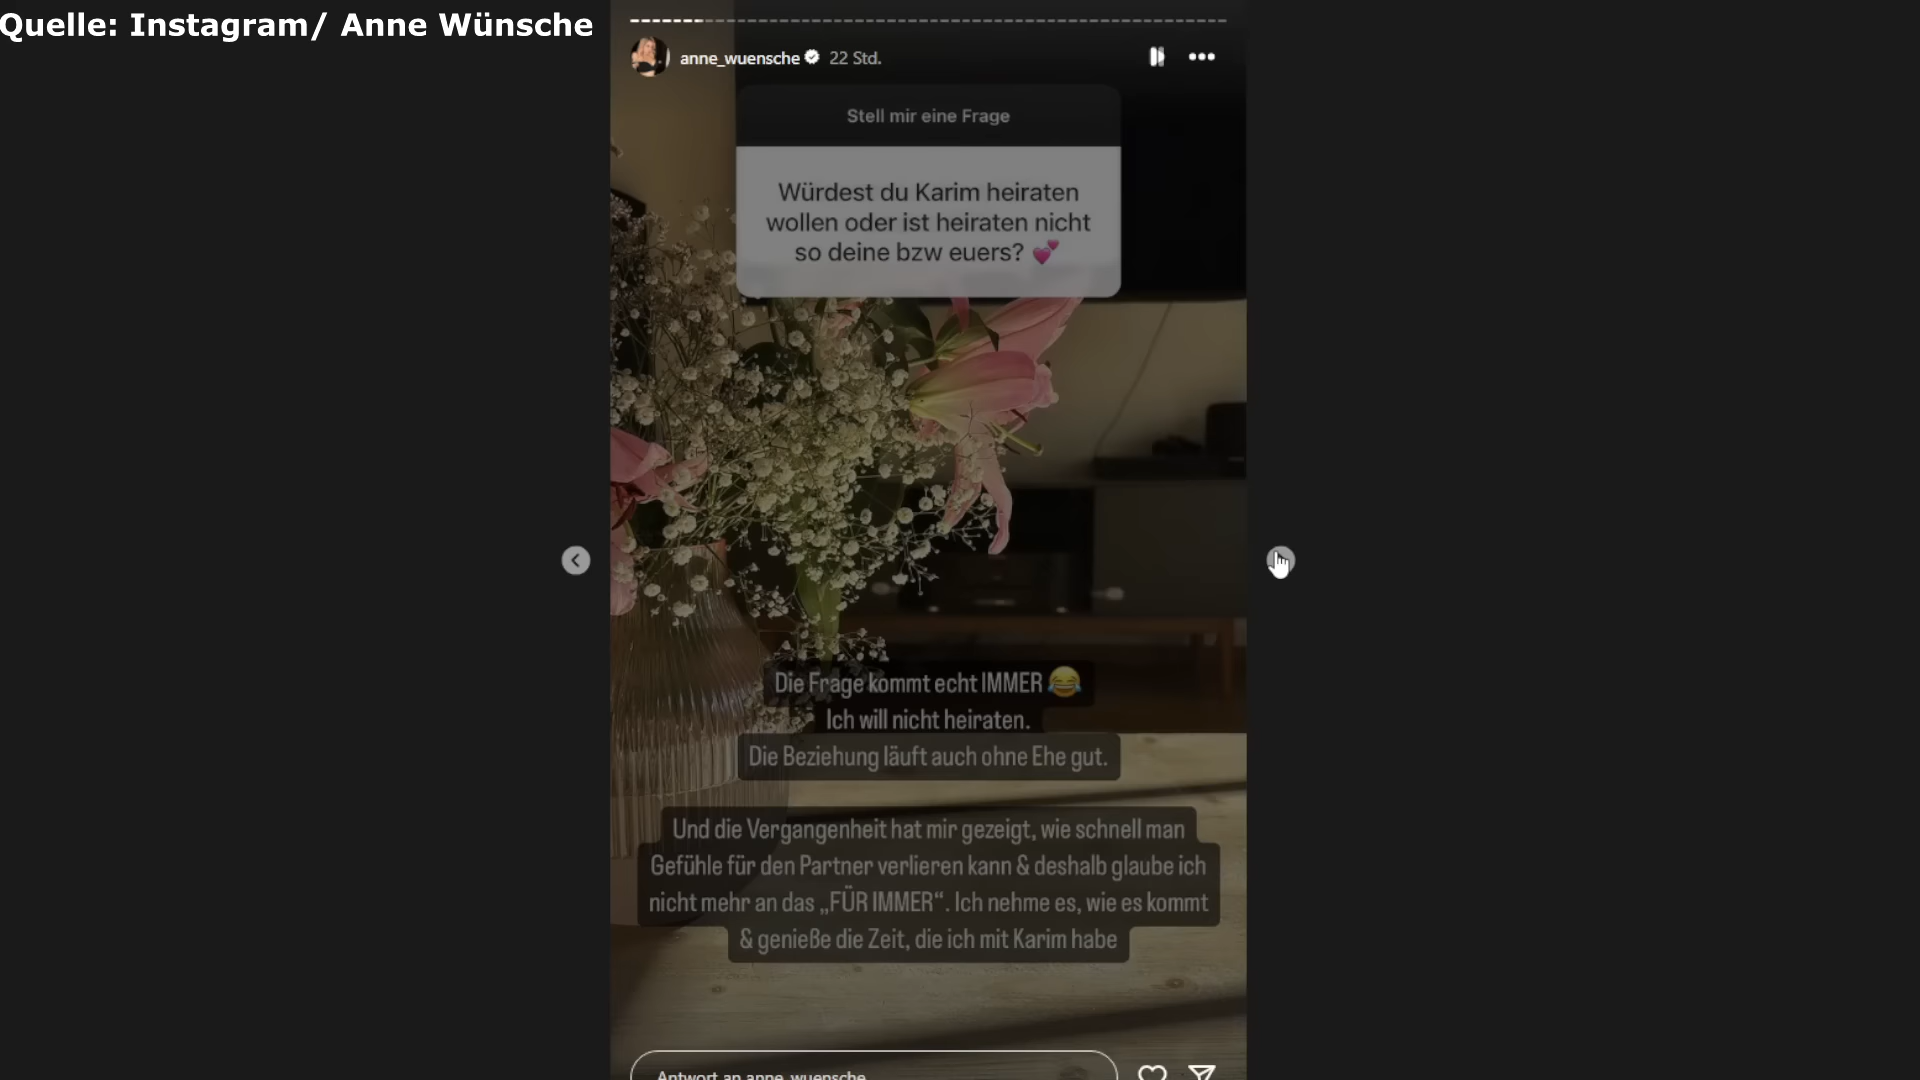 Quelle: Instagram/ Anne Wünsche
anne_wuensche 22 Std.
Stell mir eine Frage
Würdest du Karim heiraten
wollen oder ist heiraten nicht
so deine bzw euers? 💕
Die Frage kommt echt IMMER 😂
Ich will nicht heiraten.
Die Beziehung läuft auch ohne Ehe gut.
Und die Vergangenheit hat mir gezeigt, wie schnell man
Gefühle für den Partner verlieren kann & deshalb glaube ich
nicht mehr an das „FÜR IMMER“. Ich nehme es, wie es kommt
& genieße die Zeit, die ich mit Karim habe
Antwort an anne_wuensche